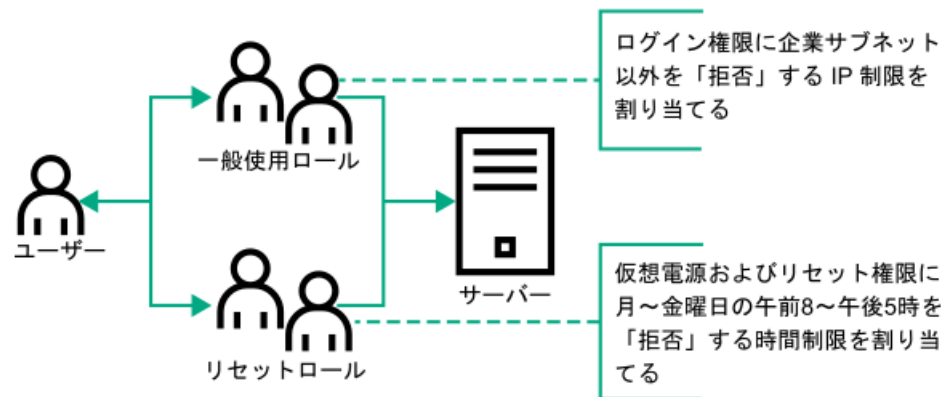 ログイン権限に企業サブネット
以外を「拒否」する IP 制限を
割り当てる
一般使用ロール
ユーザー
サーバー
仮想電源およびリセット権限に
月～金曜日の午前8～午後5時を
「拒否」する時間制限を割り当
てる
リセットロール